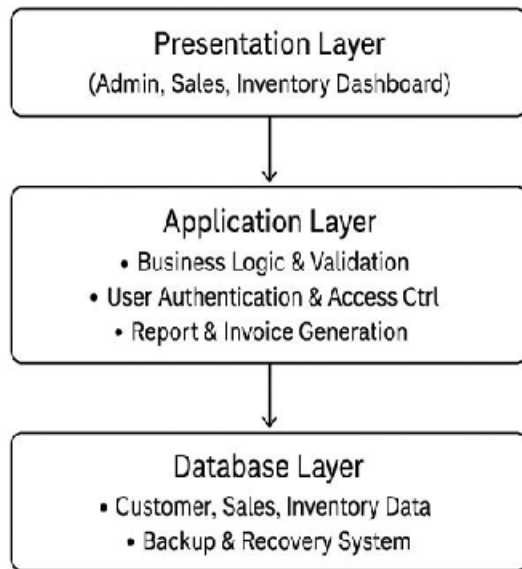 Presentation Layer
(Admin, Sales, Inventory Dashboard)
Application Layer
• Business Logic & Validation
• User Authentication & Access Ctrl
• Report & Invoice Generation
Database Layer
• Customer, Sales, Inventory Data
• Backup & Recovery System